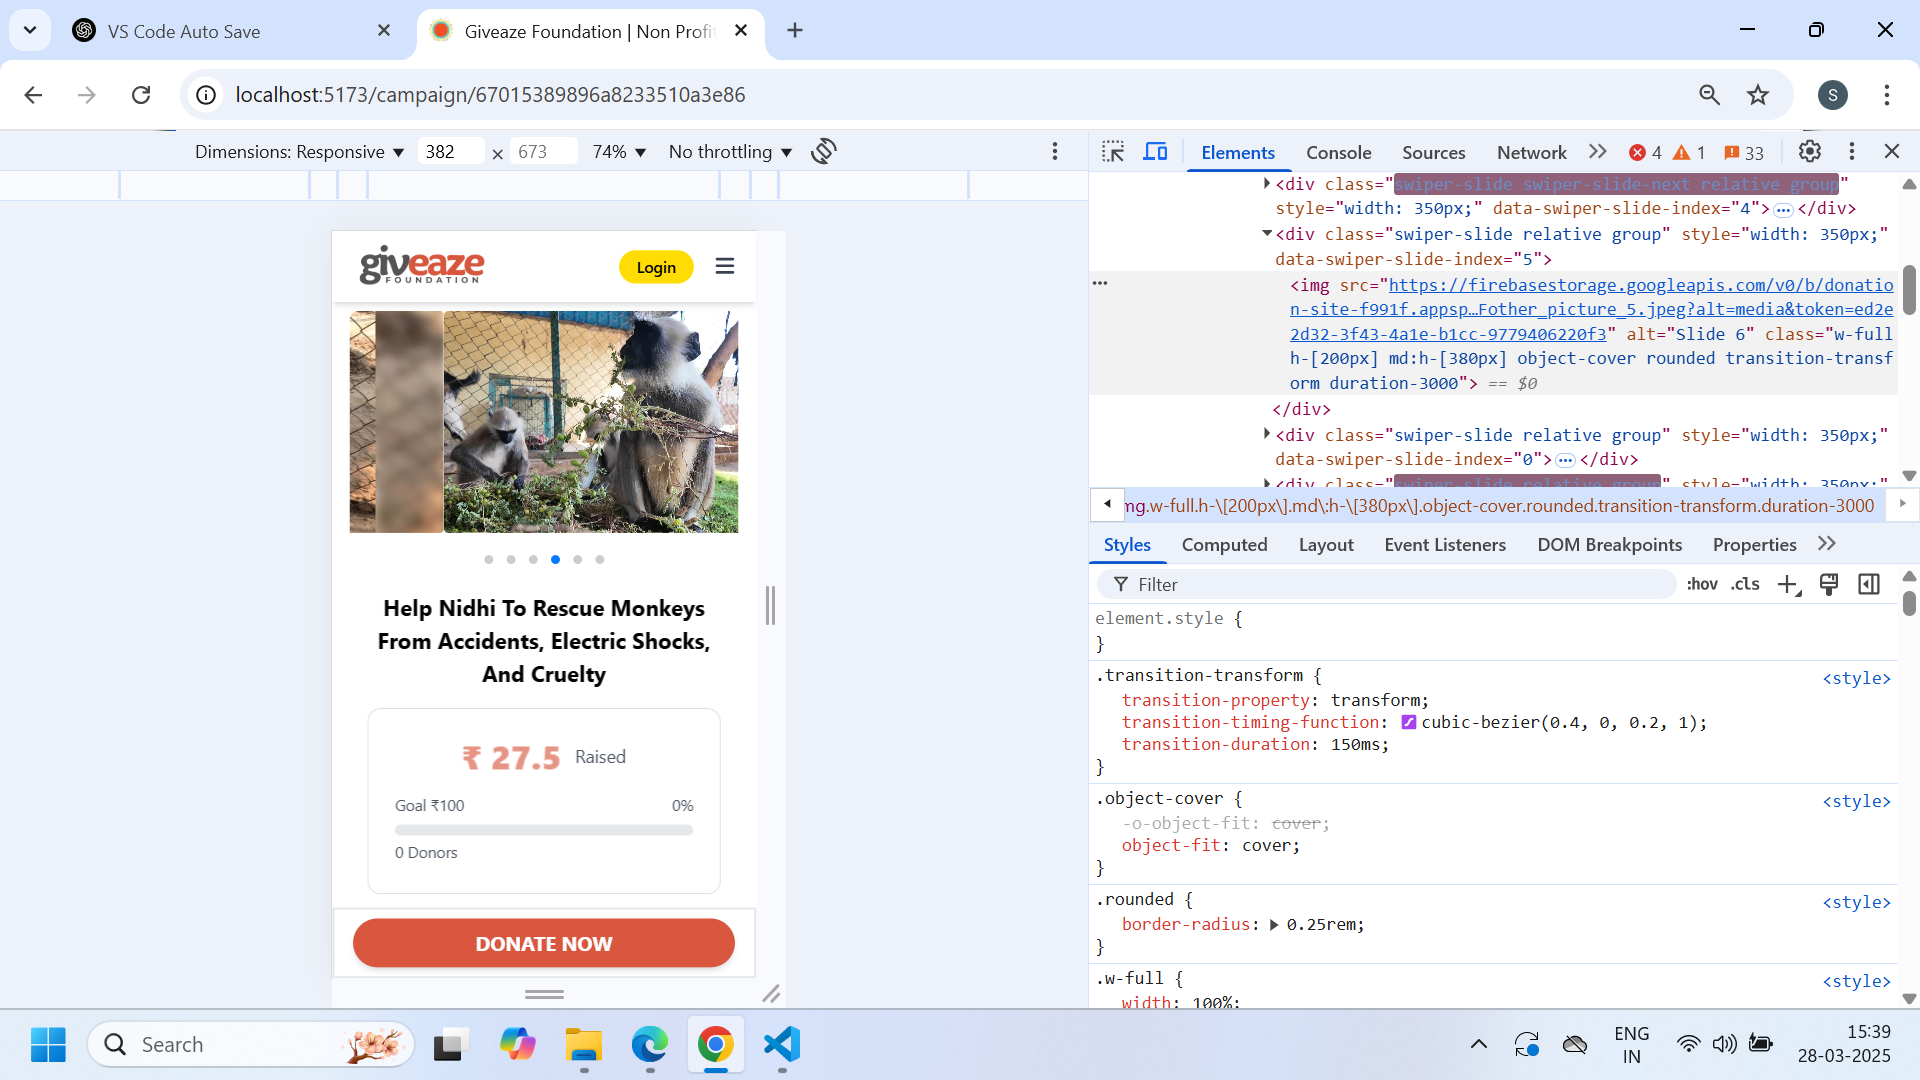 VS Code Auto Save
Giveaze Foundation | Non Profi
localhost:5173/campaign/67015389896a8233510a3e86
S
Dimensions: Responsive ▼ 382 × 673 74% ▼ No throttling ▼
Elements Console Sources Network 4 1 33
giveaze
FOUNDATION
Login
Help Nidhi To Rescue Monkeys
From Accidents, Electric Shocks,
And Cruelty
₹ 27.5 Raised
Goal ₹100 0%
0 Donors
DONATE NOW
<div class="swiper-slide swiper-slide-next relative group"
style="width: 350px;" data-swiper-slide-index="4"> … </div>
<div class="swiper-slide relative group" style="width: 350px;"
data-swiper-slide-index="5">
<img src="https://firebasestorage.googleapis.com/v0/b/donatio
n-site-f991f.appsp…Fother_picture_5.jpeg?alt=media&token=ed2e
2d32-3f43-4a1e-b1cc-9779406220f3" alt="Slide 6" class="w-full
h-[200px] md:h-[380px] object-cover rounded transition-transf
orm duration-3000"> == $0
</div>
<div class="swiper-slide relative group" style="width: 350px;"
data-swiper-slide-index="0"> … </div>
<div class="swiper-slide relative group" style="width: 350px;"
mg.w-full.h-\[200px\].md\:h-\[380px\].object-cover.rounded.transition-transform.duration-3000
Styles Computed Layout Event Listeners DOM Breakpoints Properties
Filter :hov .cls
element.style {
}
.transition-transform { <style>
transition-property: transform;
transition-timing-function: cubic-bezier(0.4, 0, 0.2, 1);
transition-duration: 150ms;
}
.object-cover { <style>
-o-object-fit: cover;
object-fit: cover;
}
.rounded { <style>
border-radius: 0.25rem;
}
.w-full { <style>
width: 100%;
Search
ENG
IN
15:39
28-03-2025